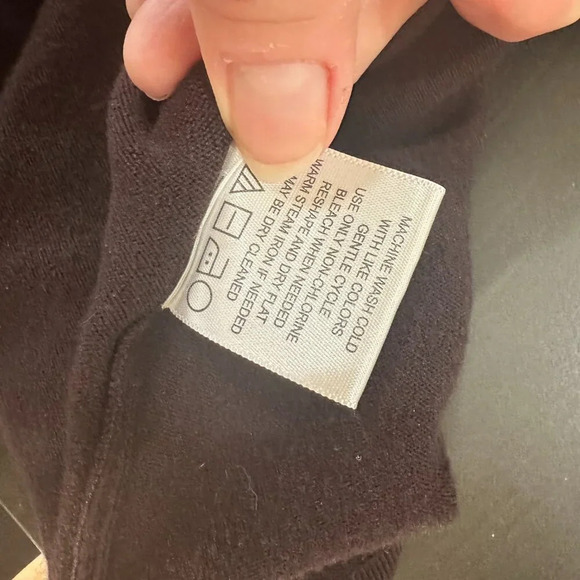 MACHINE WASH COLD
WITH LIKE COLORS
GENTLE CYCLE
USE ONLY NON-CHLORINE
BLEACH WHEN NEEDED
RESHAPE AND DRY FLAT
WARM STEAM IRON IF NEEDED
MAY BE DRY CLEANED